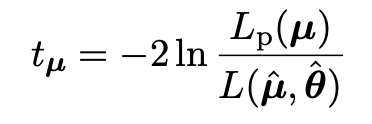 t_𝛍 = −2 ln L_p(𝛍) / L(𝛍̂, 𝛉̂)